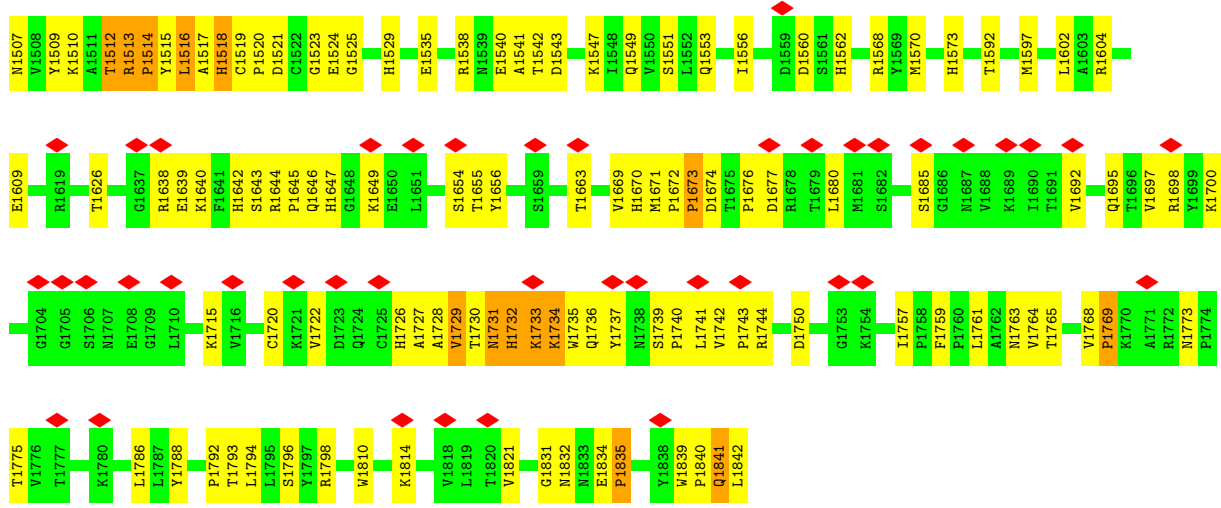 N1507 V1508 Y1509 K1510 A1511 T1512 R1513 P1514 Y1515 L1516 A1517 H1518 C1519 P1520 D1521 C1522 G1523 E1524 G1525 H1529 E1535 R1538 N1539 E1540 A1541 T1542 D1543 K1547 I1548 Q1549 V1550 S1551 L1552 Q1553 I1556 D1559 D1560 S1561 H1562 R1568 Y1569 M1570 H1573 T1592 M1597 L1602 A1603 R1604
E1609 R1619 T1626 G1637 R1638 E1639 K1640 F1641 H1642 S1643 R1644 P1645 Q1646 H1647 G1648 K1649 E1650 L1651 S1654 T1655 Y1656 S1659 T1663 V1669 H1670 M1671 P1672 P1673 D1674 T1675 P1676 D1677 R1678 T1679 L1680 M1681 S1682 S1685 G1686 N1687 V1688 K1689 I1690 T1691 V1692 Q1695 T1696 V1697 R1698 Y1699 K1700
G1704 G1705 S1706 N1707 E1708 G1709 L1710 K1715 V1716 C1720 K1721 V1722 D1723 Q1724 C1725 H1726 A1727 A1728 V1729 T1730 N1731 H1732 K1733 K1734 W1735 Q1736 Y1737 N1738 S1739 P1740 L1741 V1742 P1743 R1744 D1750 G1753 K1754 I1757 P1758 F1759 P1760 L1761 A1762 N1763 V1764 T1765 V1768 P1769 K1770 A1771 R1772 N1773 P1774
T1775 V1776 T1777 K1780 L1786 L1787 Y1788 P1792 T1793 L1794 L1795 S1796 Y1797 R1798 W1810 K1814 V1818 L1819 T1820 V1821 G1831 N1832 N1833 E1834 P1835 Y1838 W1839 P1840 Q1841 L1842